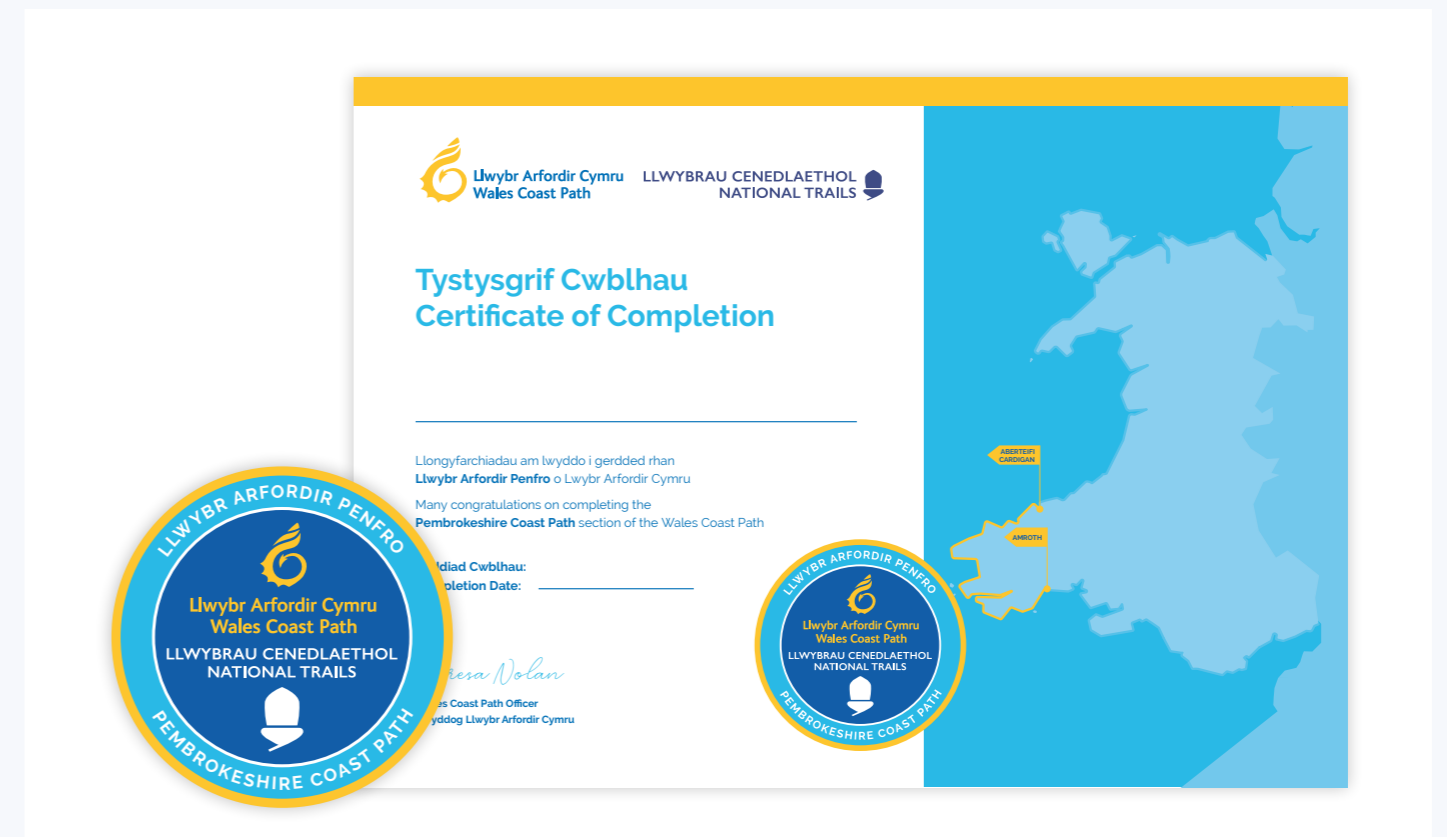 Llwybr Arfordir Cymru
Wales Coast Path
LLWYBRAU CENEDLAETHOL
NATIONAL TRAILS
Tystysgrif Cwblhau
Certificate of Completion
Llongyfarchiadau am lwyddo i gerdded rhan
Llwybr Arfordir Penfro o Lwybr Arfordir Cymru
Many congratulations on completing the
Pembrokeshire Coast Path section of the Wales Coast Path
Cwblhau:
Date:
Nolan
Coast Path Officer
Llwybr Arfordir Cymru
LLWYBR ARFORDIR PENFRO
Llwybr Arfordir Cymru
Wales Coast Path
LLWYBRAU CENEDLAETHOL
NATIONAL TRAILS
PEMBROKESHIRE COAST PATH
LLWYBR ARFORDIR PENFRO
Llwybr Arfordir Cymru
Wales Coast Path
LLWYBRAU CENEDLAETHOL
NATIONAL TRAILS
PEMBROKESHIRE COAST PATH
ABERTEIFI
CARDIGAN
AMROTH